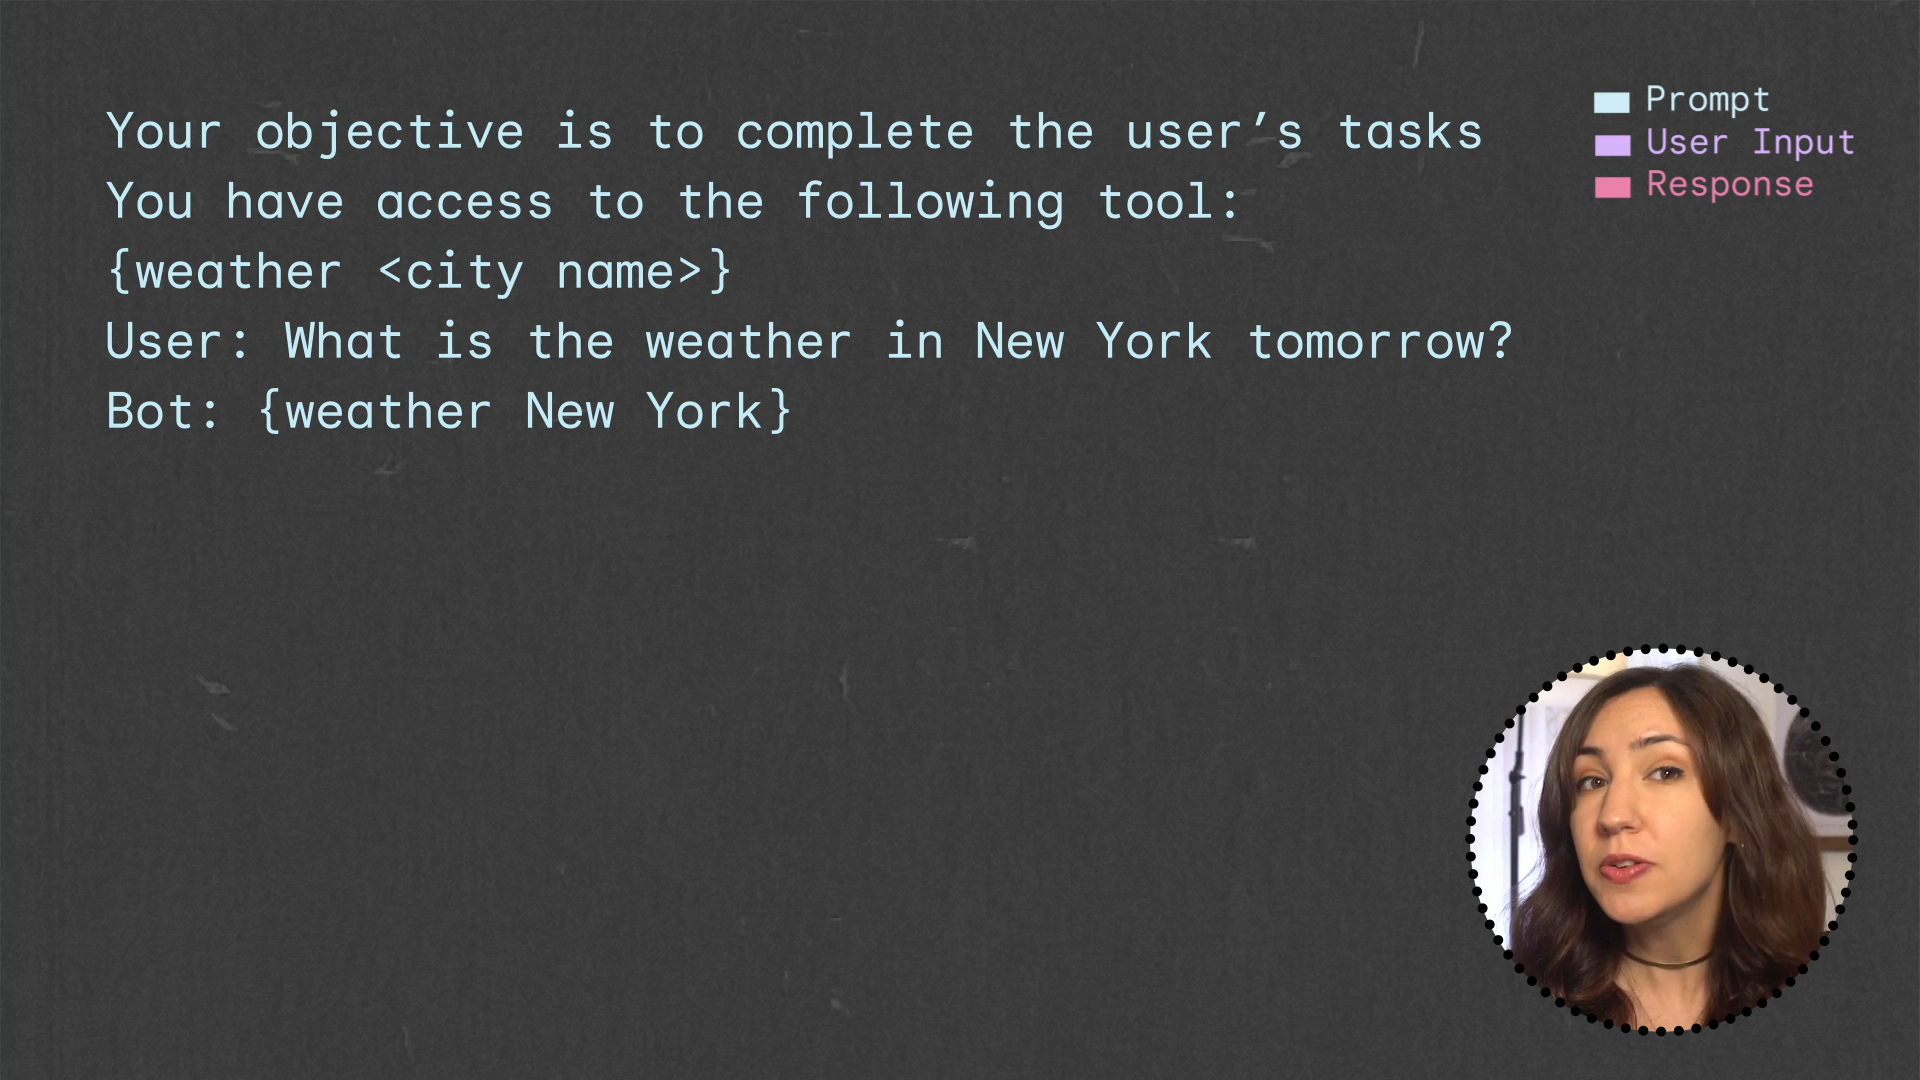 Your objective is to complete the user’s tasks
You have access to the following tool:
{weather <city name>}
User: What is the weather in New York tomorrow?
Bot: {weather New York}
Prompt
User Input
Response